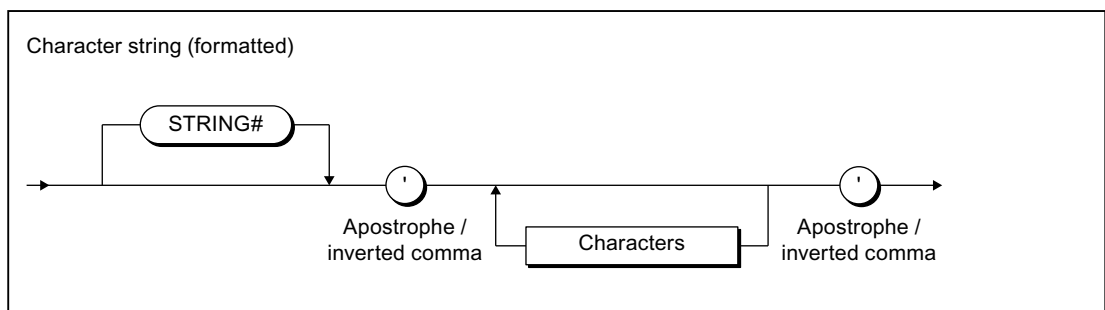 Character string (formatted)
STRING#
'
'
Apostrophe /
inverted comma
Characters
Apostrophe /
inverted comma